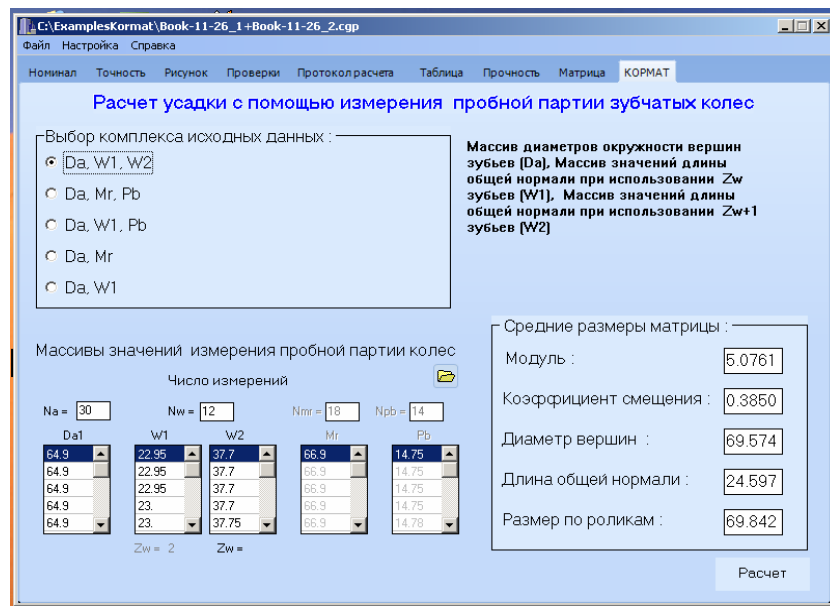 C:\ExamplesKormat\Book-11-26_1+Book-11-26_2.cgp
Файл Настройка Справка
Номинал Точность Рисунок Проверки Протокол расчета Таблица Прочность Матрица КОРМАТ
Расчет усадки с помощью измерения пробной партии зубчатых колес
Выбор комплекса исходных данных :
Da, W1, W2
Da, Mr, Pb
Da, W1, Pb
Da, Mr
Da, W1
Массив диаметров окружности вершин
зубьев (Da), Массив значений длины
общей нормали при использовании Zw
зубьев (W1), Массив значений длины
общей нормали при использовании Zw+1
зубьев (W2)
Массивы значений измерения пробной партии колес
Число измерений
Na = 30 Nw = 12 Nmr = 18 Npb = 14
Da1 W1 W2 Mr Pb
64.9 22.95 37.7 66.9 14.75
64.9 22.95 37.7 66.9 14.75
64.9 22.95 37.7 66.9 14.75
64.9 23. 37.7 66.9 14.75
64.9 23. 37.75 66.9 14.78
Zw = 2 Zw =
Средние размеры матрицы :
Модуль : 5.0761
Коэффициент смещения : 0.3850
Диаметр вершин : 69.574
Длина общей нормали : 24.597
Размер по роликам : 69.842
Расчет